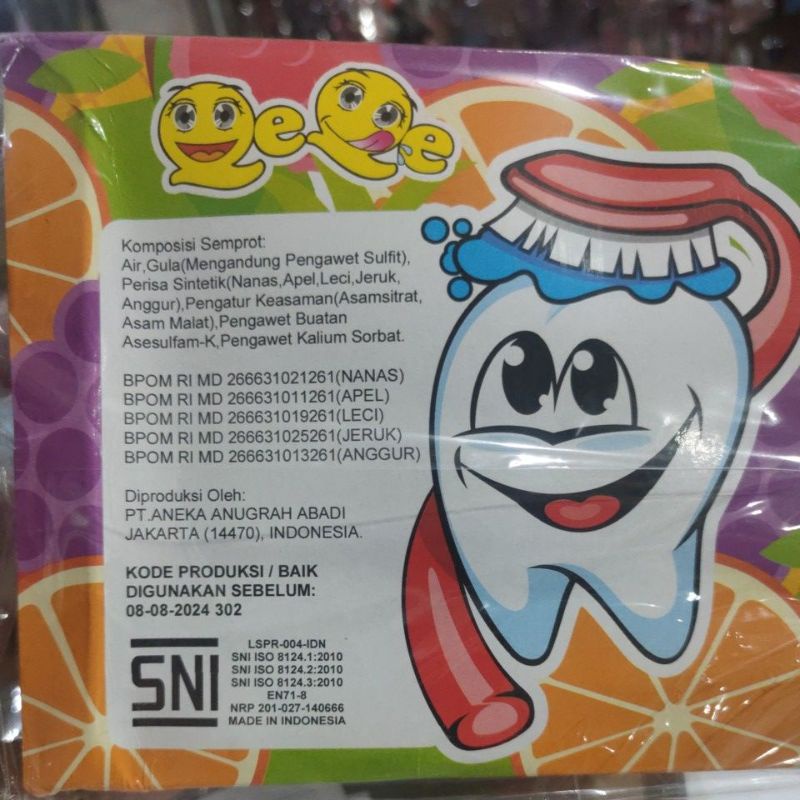 QeQe
Komposisi Semprot:
Air,Gula(Mengandung Pengawet Sulfit),
Perisa Sintetik(Nanas,Apel,Leci,Jeruk,
Anggur),Pengatur Keasaman(Asamsitrat,
Asam Malat),Pengawet Buatan
Asesulfam-K,Pengawet Kalium Sorbat.
BPOM RI MD 266631021261(NANAS)
BPOM RI MD 266631011261(APEL)
BPOM RI MD 266631019261(LECI)
BPOM RI MD 266631025261(JERUK)
BPOM RI MD 266631013261(ANGGUR)
Diproduksi Oleh:
PT.ANEKA ANUGRAH ABADI
JAKARTA (14470), INDONESIA.
KODE PRODUKSI / BAIK
DIGUNAKAN SEBELUM:
08-08-2024 302
SNI
LSPR-004-IDN
SNI ISO 8124.1:2010
SNI ISO 8124.2:2010
SNI ISO 8124.3:2010
EN71-8
NRP 201-027-140666
MADE IN INDONESIA